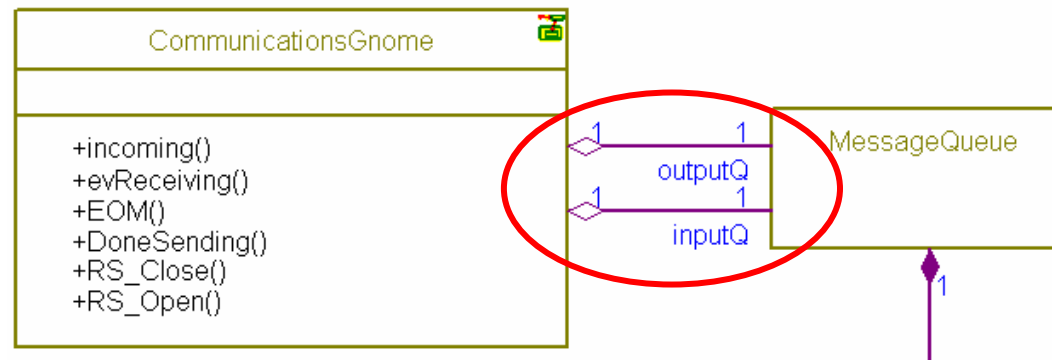 CommunicationsGnome
+incoming()
+evReceiving()
+EOM()
+DoneSending()
+RS_Close()
+RS_Open()
1 1
outputQ
1 1
inputQ
MessageQueue
1